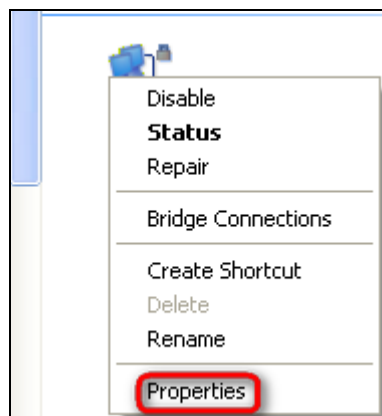 Disable
Status
Repair
Bridge Connections
Create Shortcut
Delete
Rename
Properties